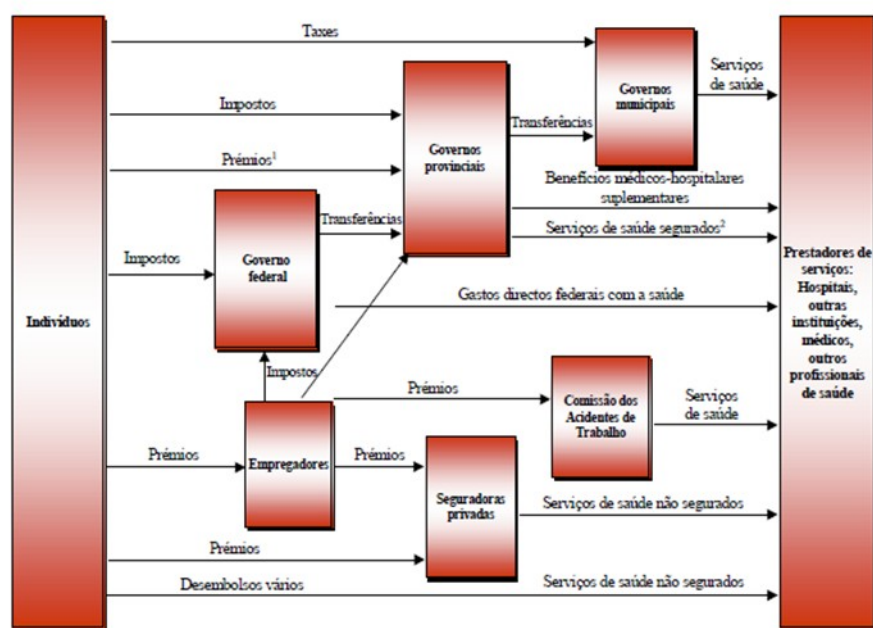 Taxes
Impostos
Prémios¹
Impostos
Indivíduos
Prémios
Prémios
Desembolsos vários
Governo
federal
Transferências
Impostos
Empregadores
Governos
provinciais
Transferências
Governos
municipais
Serviços
de saúde
Benefícios médicos-hospitalares
suplementares
Serviços de saúde segurados²
Gastos directos federais com a saúde
Prémios
Comissão dos
Acidentes de
Trabalho
Serviços
de saúde
Prémios
Seguradoras
privadas
Serviços de saúde não segurados
Serviços de saúde não segurados
Prestadores de
serviços:
Hospitais,
outras
instituições,
médicos,
outros
profissionais
de saúde